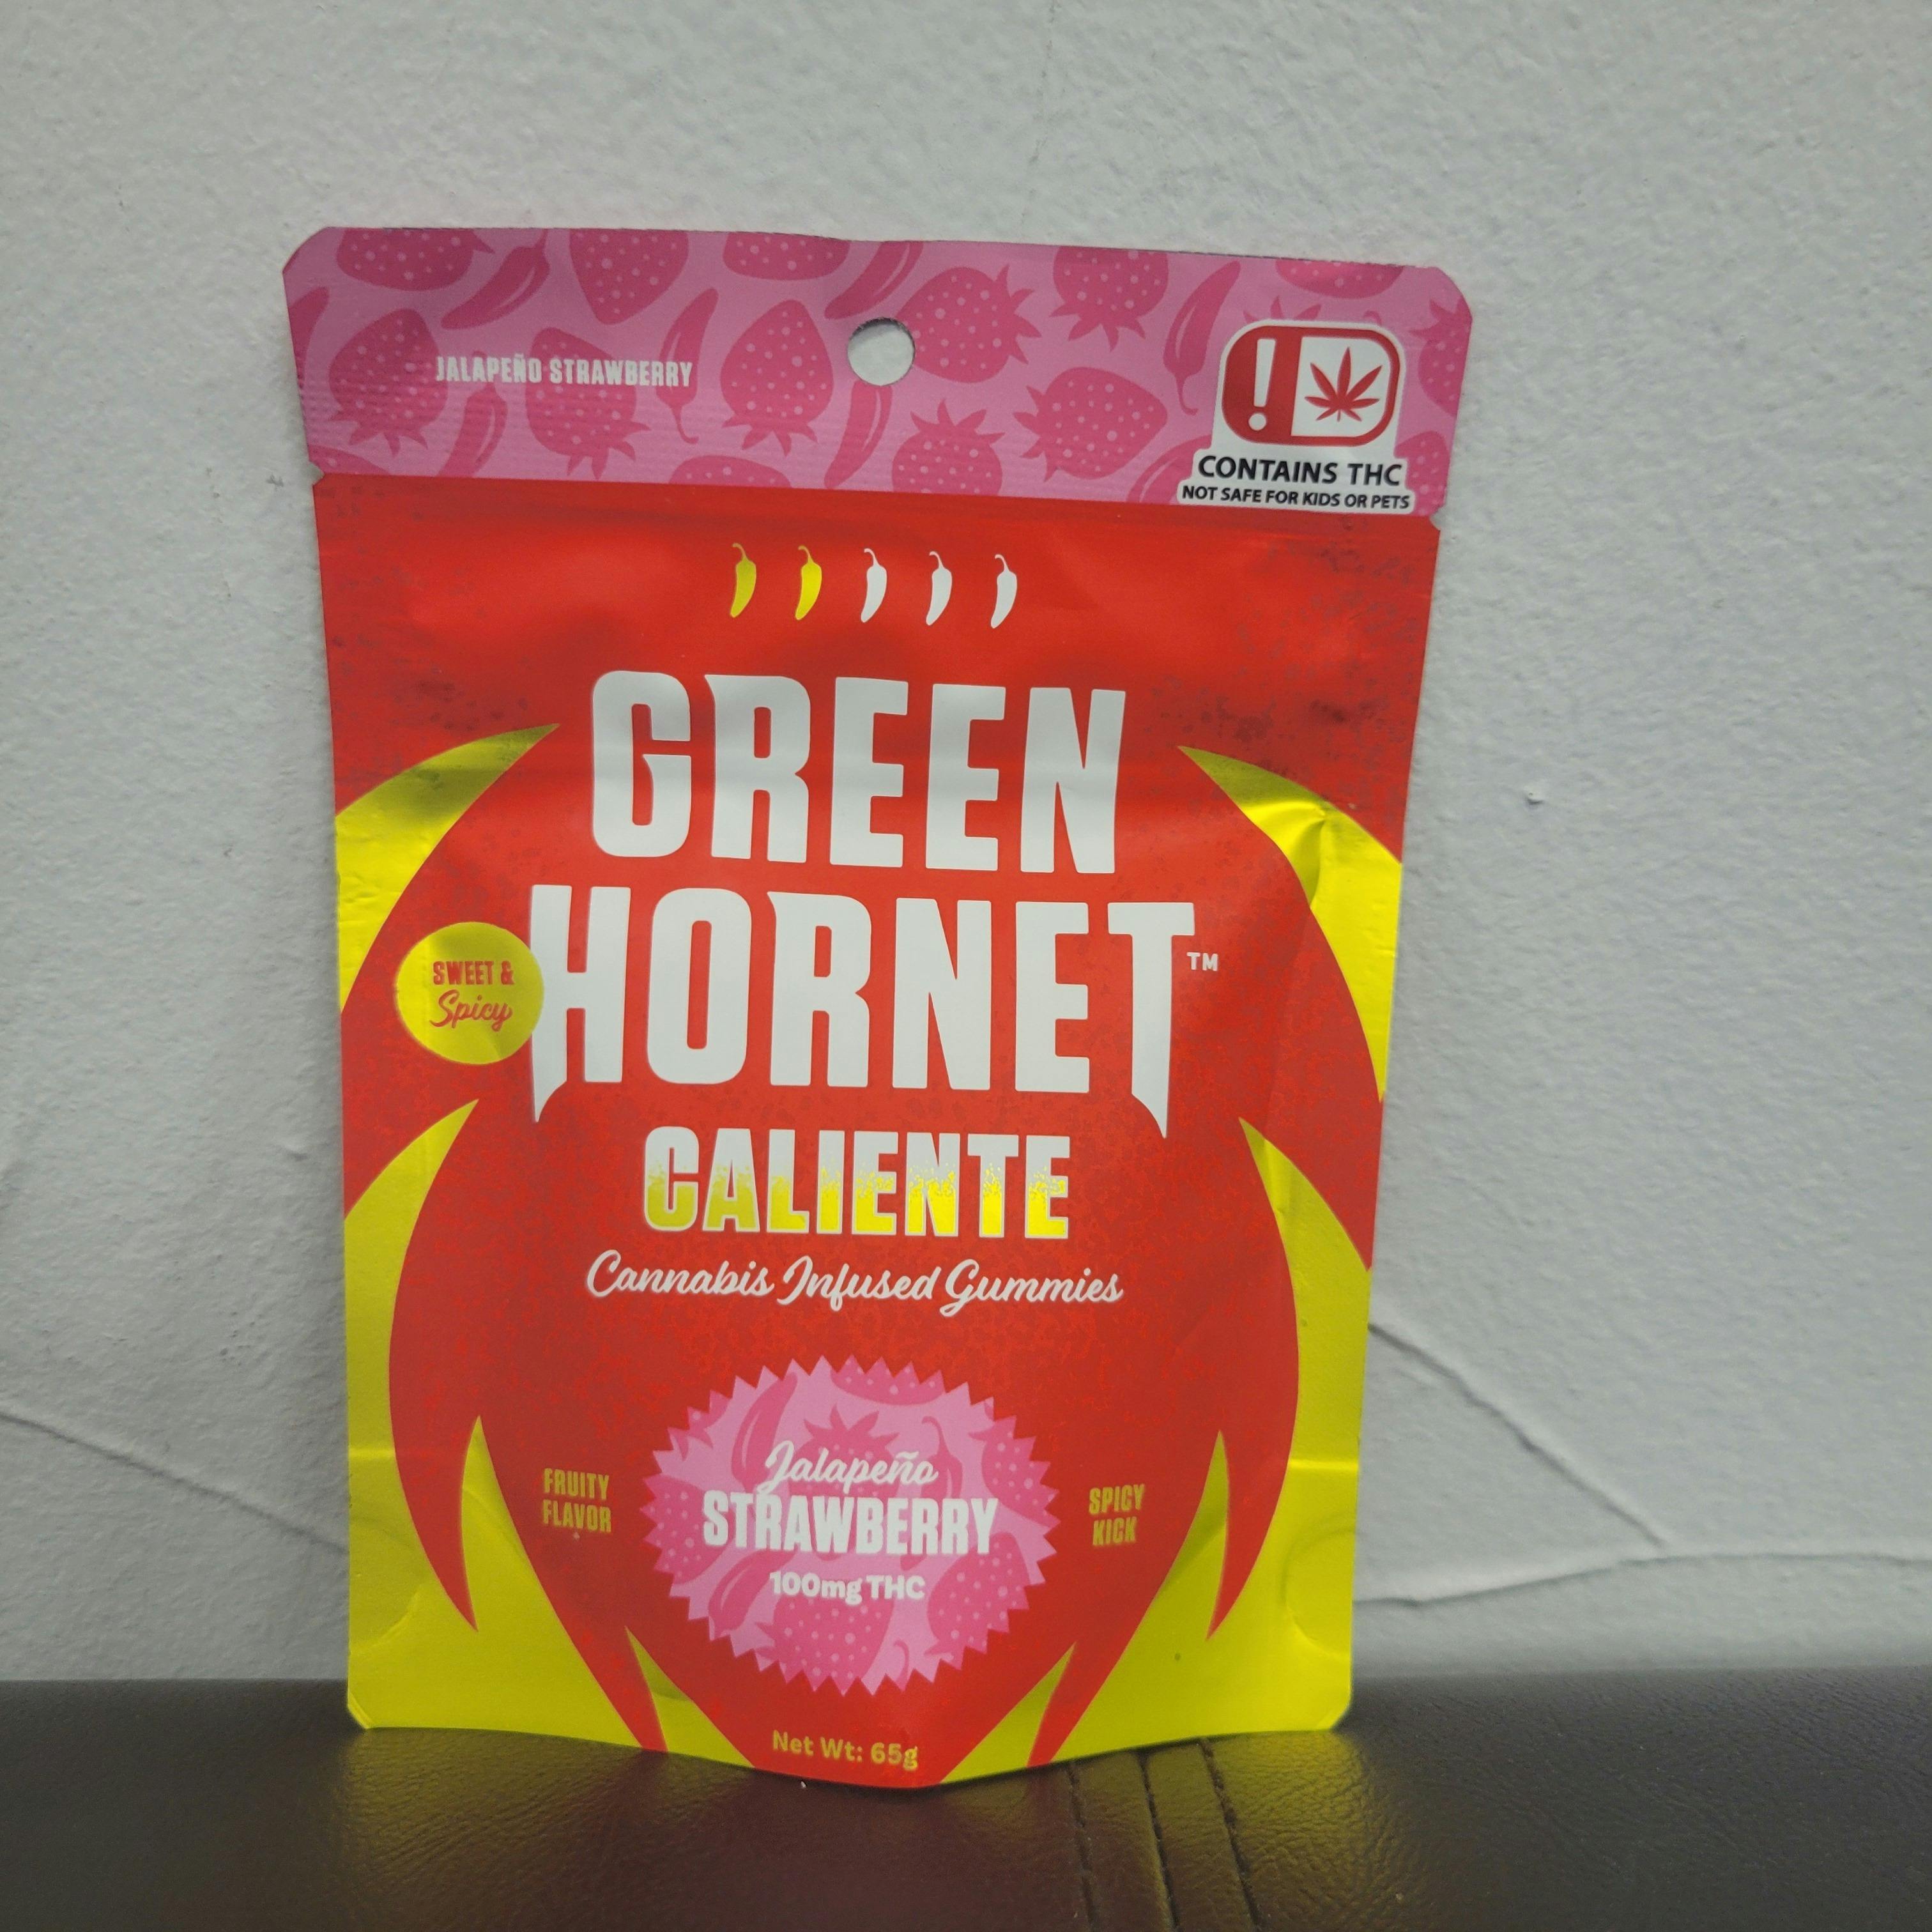 JALAPEÑO STRAWBERRY
!
CONTAINS THC
NOT SAFE FOR KIDS OR PETS
GREEN
HORNET™
SWEET &
Spicy
CALIENTE
Cannabis Infused Gummies
Jalapeño
STRAWBERRY
100mg THC
FRUITY
FLAVOR
SPICY
KICK
Net Wt: 65g